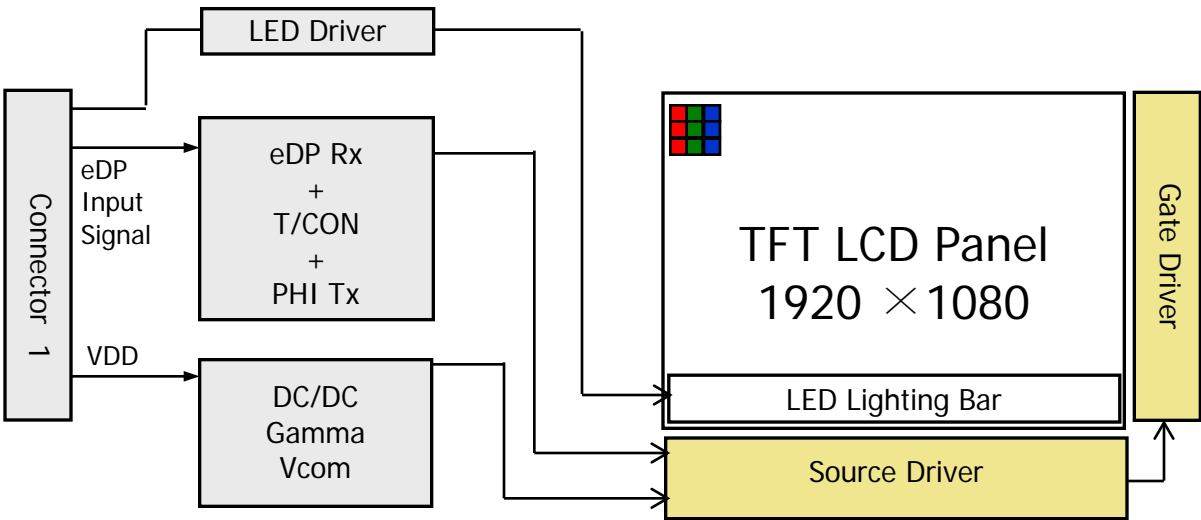 LED Driver
Connector 1
eDP
Input
Signal
eDP Rx
+
T/CON
+
PHI Tx
VDD
DC/DC
Gamma
Vcom
TFT LCD Panel
1920 ×1080
LED Lighting Bar
Source Driver
Gate Driver